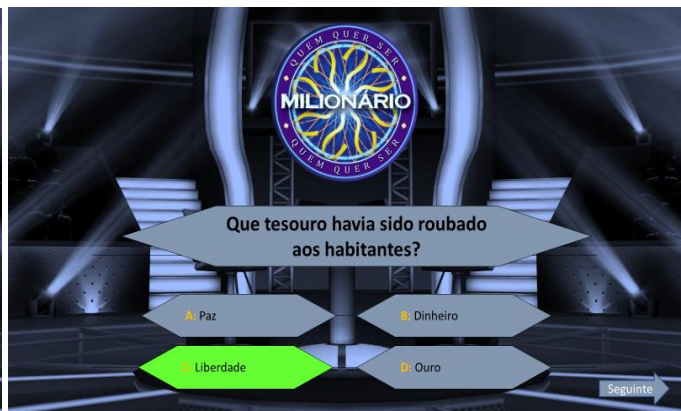 QUEM QUER SER
MILIONÁRIO
QUEM QUER SER
Que tesouro havia sido roubado
aos habitantes?
A: Paz
B: Dinheiro
C: Liberdade
D: Ouro
Seguinte